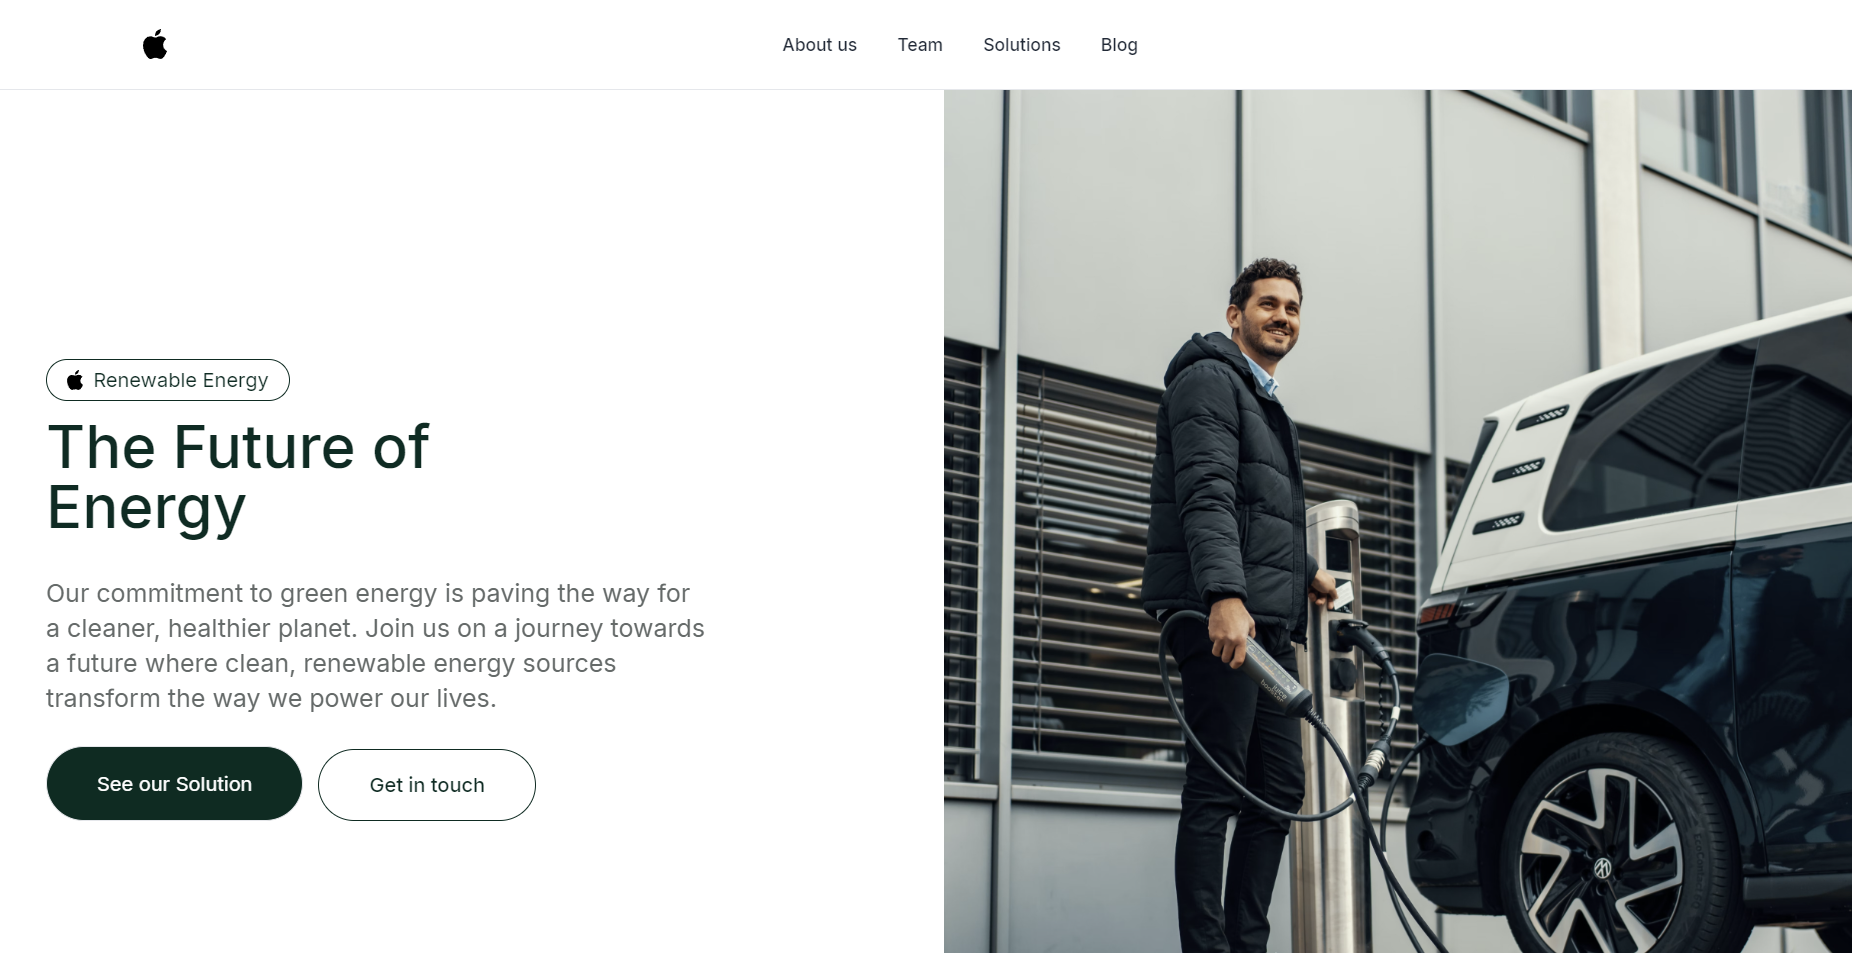 About us
Team
Solutions
Blog
Renewable Energy
The Future of
Energy
Our commitment to green energy is paving the way for
a cleaner, healthier planet. Join us on a journey towards
a future where clean, renewable energy sources
transform the way we power our lives.
See our Solution
Get in touch
juice
booster